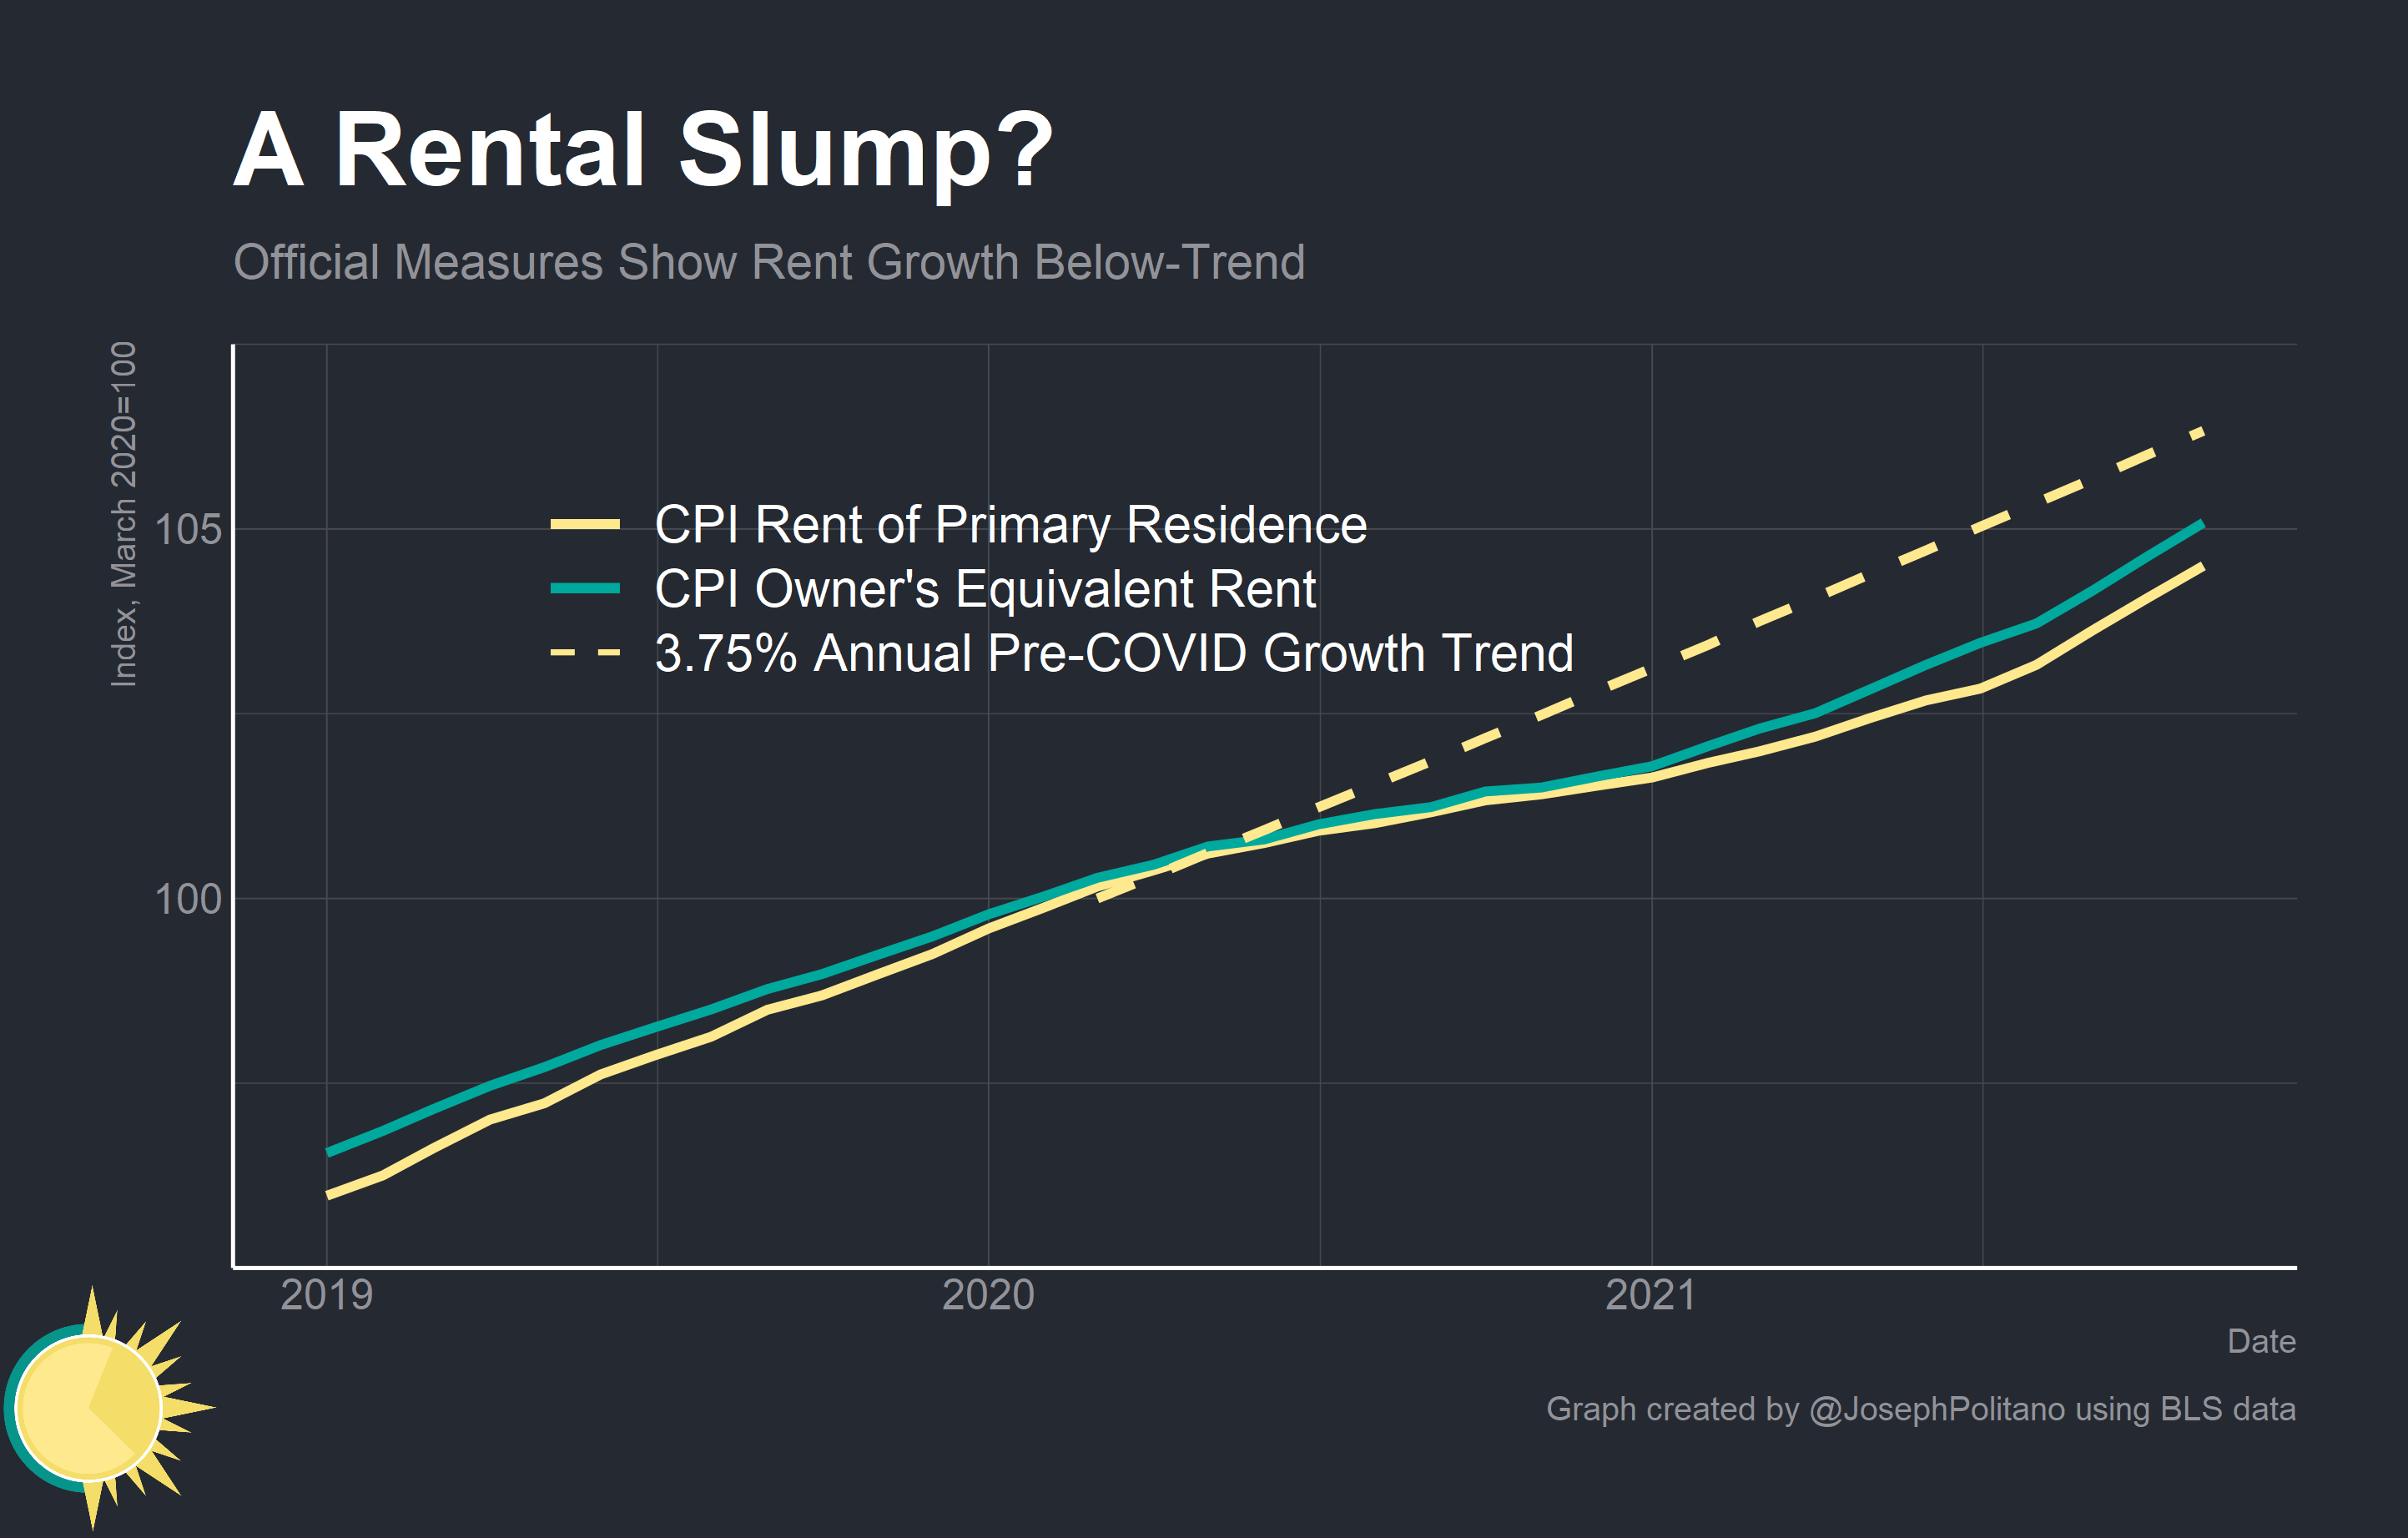 A Rental Slump?
Official Measures Show Rent Growth Below-Trend
Index, March 2020=100
105
100
CPI Rent of Primary Residence
CPI Owner's Equivalent Rent
3.75% Annual Pre-COVID Growth Trend
2019
2020
2021
Date
Graph created by @JosephPolitano using BLS data